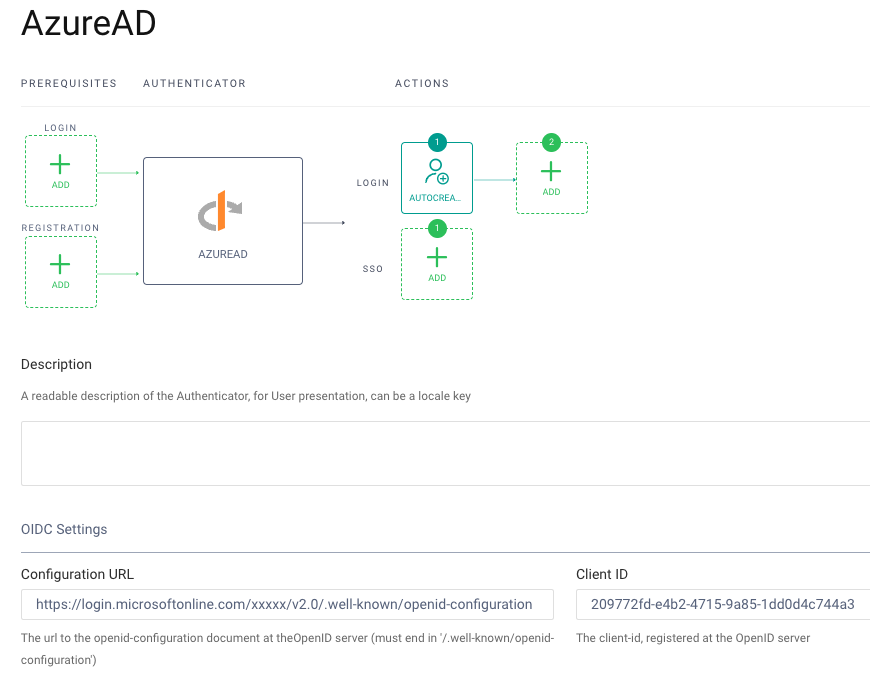 AzureAD
PREREQUISITES AUTHENTICATOR ACTIONS
LOGIN
ADD
REGISTRATION
ADD
AZUREAD
LOGIN
1
AUTOCREA...
2
ADD
SSO
1
ADD
Description
A readable description of the Authenticator, for User presentation, can be a locale key
OIDC Settings
Configuration URL
https://login.microsoftonline.com/xxxxx/v2.0/.well-known/openid-configuration
The url to the openid-configuration document at theOpenID server (must end in '/.well-known/openid-
configuration')
Client ID
209772fd-e4b2-4715-9a85-1dd0d4c744a3
The client-id, registered at the OpenID server